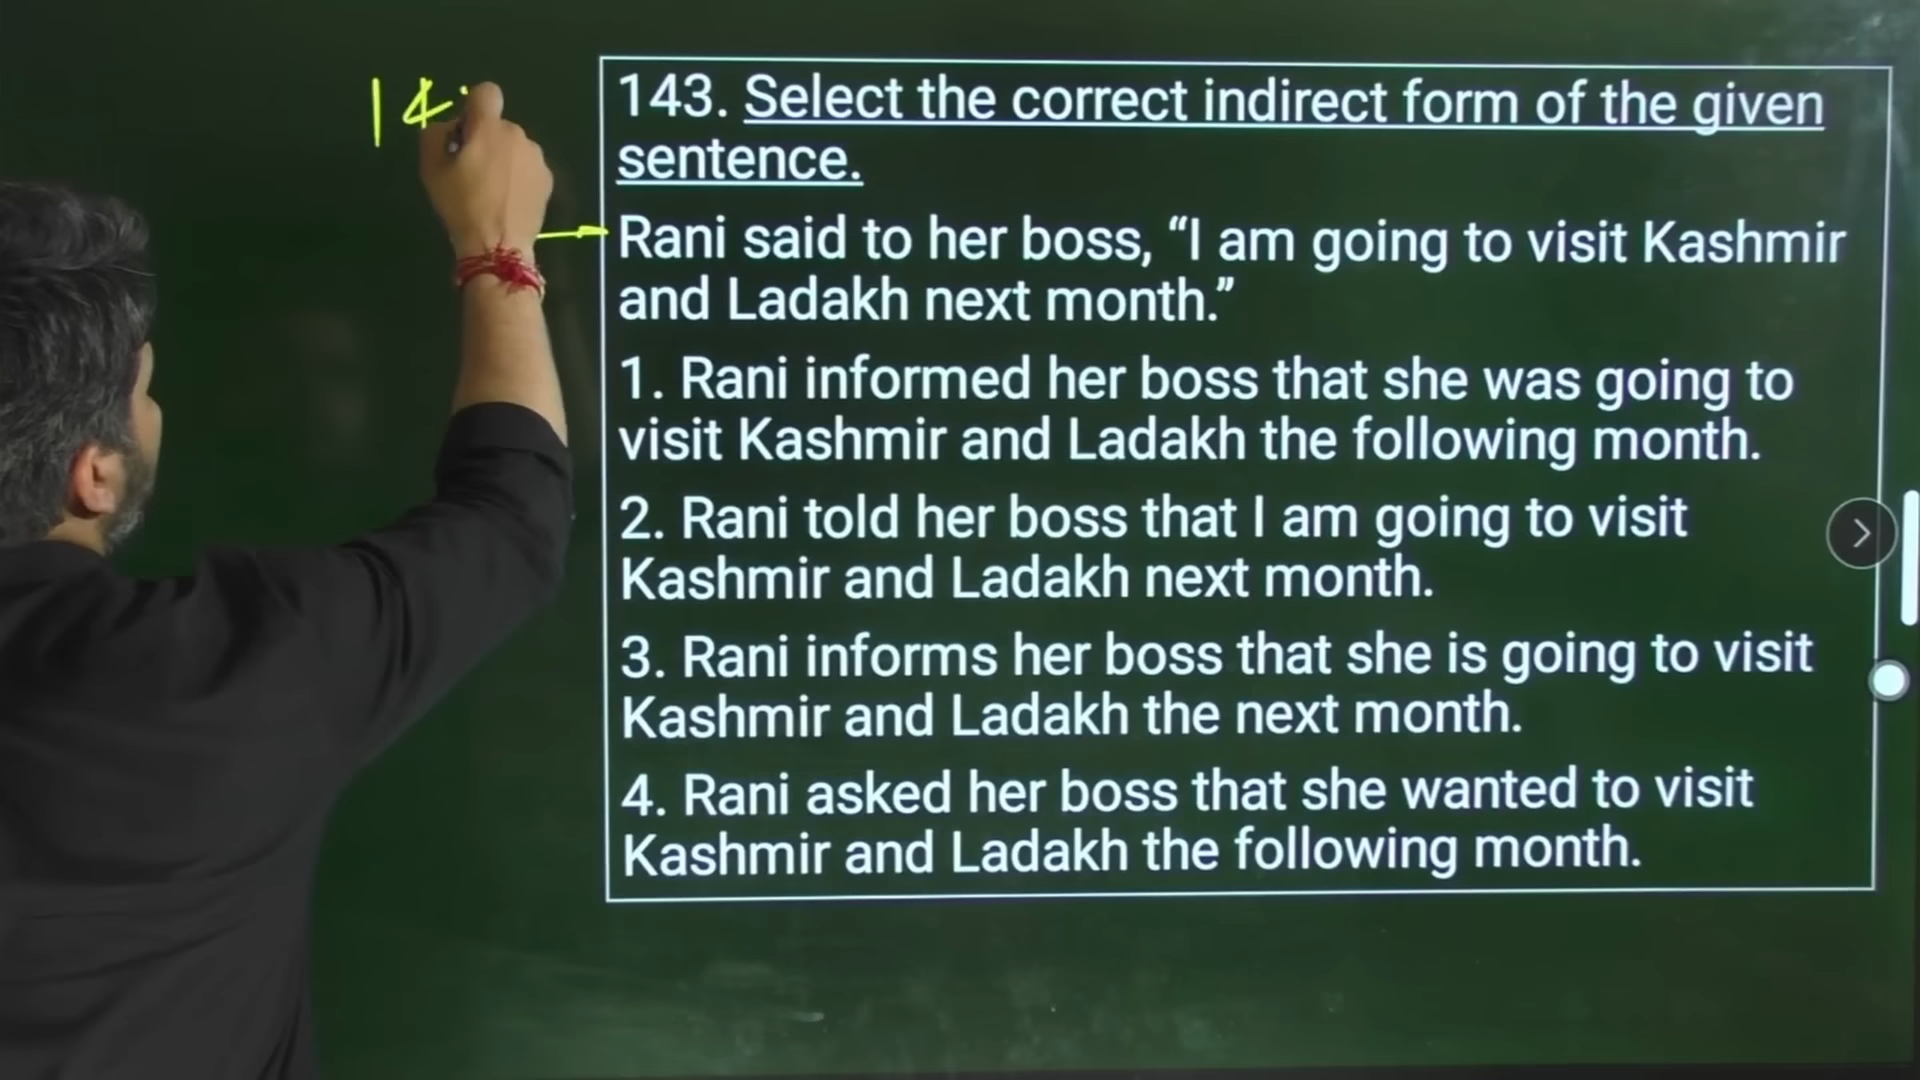 14
143. Select the correct indirect form of the given
sentence.
Rani said to her boss, “I am going to visit Kashmir
and Ladakh next month.”
1. Rani informed her boss that she was going to
visit Kashmir and Ladakh the following month.
2. Rani told her boss that I am going to visit
Kashmir and Ladakh next month.
3. Rani informs her boss that she is going to visit
Kashmir and Ladakh the next month.
4. Rani asked her boss that she wanted to visit
Kashmir and Ladakh the following month.